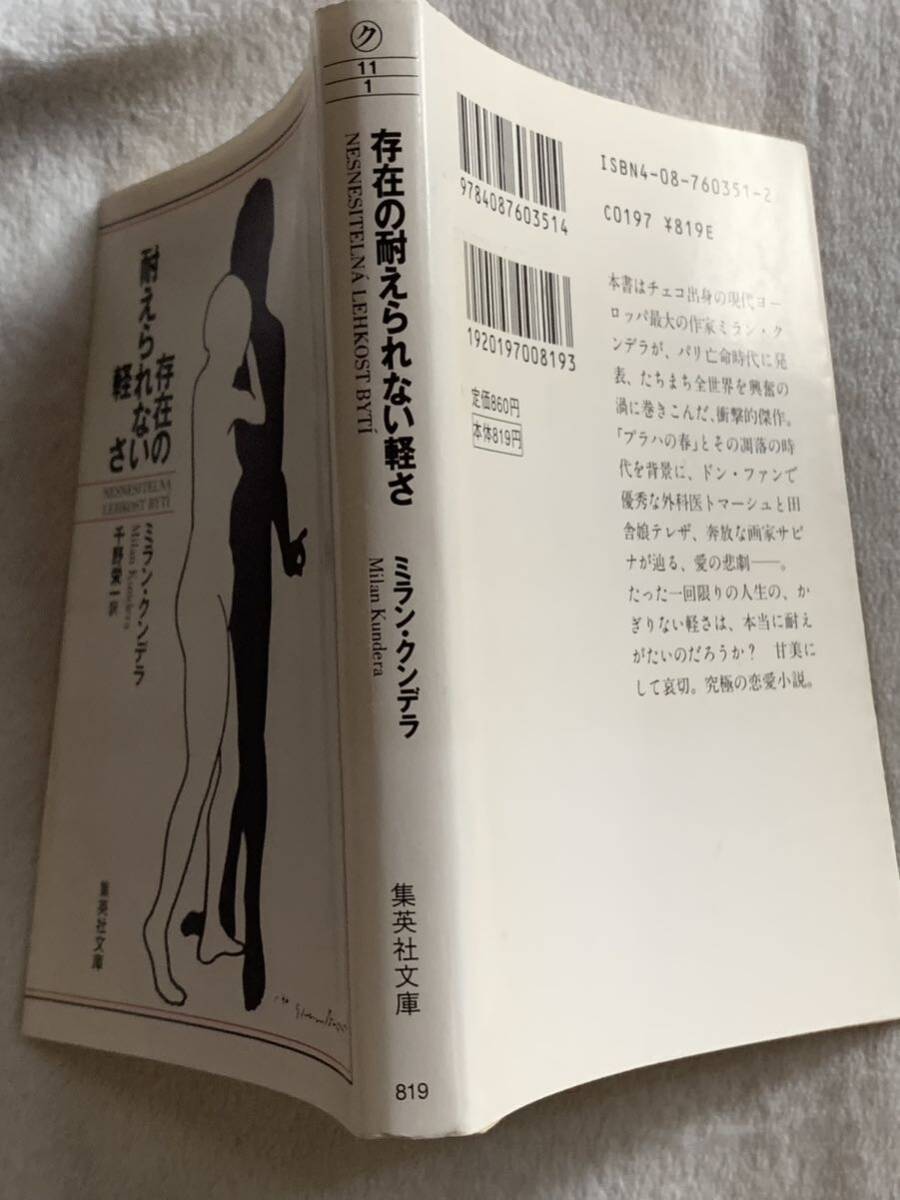 存在の
耐えられない
軽さ
NESNESITELNÁ
LEHKOST BYTÍ
ミラン・クンデラ
Milan Kundera
千野栄一訳
集英社文庫
ク
11
1
存在の耐えられない軽さ
NESNESITELNÁ LEHKOST BYTÍ
ミラン・クンデラ
Milan Kundera
集英社文庫
819
9784087603514
1920197008193
定価860円
本体819円
ISBN4-08-760351-2
C0197 ¥819E
本書はチェコ出身の現代ヨー
ロッパ最大の作家ミラン・ク
ンデラが、パリ亡命時代に発
表、たちまち全世界を興奮の
渦に巻きこんだ、衝撃的傑作。
「プラハの春」とその凋落の時
代を背景に、ドン・ファンで
優秀な外科医トマーシュと田
舎娘テレザ、奔放な画家サビ
ナが辿る、愛の悲劇──。
たった一回限りの人生の、か
ぎりない軽さは、本当に耐え
がたいのだろうか？　甘美に
して哀切。究極の恋愛小説。